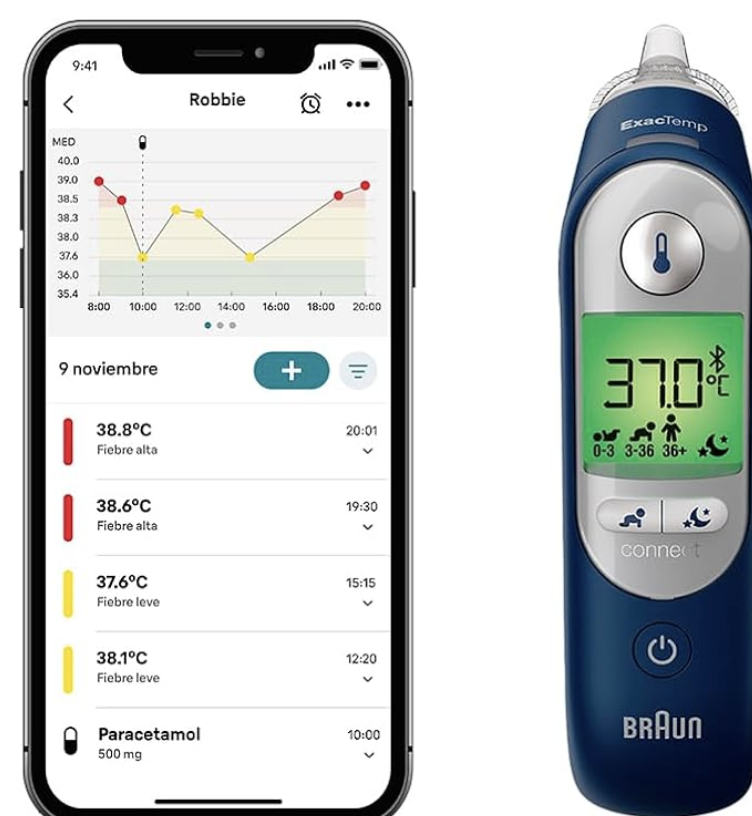 9:41
Robbie
MED
40.0
39.0
38.5
38.3
38.0
37.6
36.0
35.4
8:00 10:00 12:00 14:00 16:00 18:00 20:00
9 noviembre
+
38.8ºC 20:01
Fiebre alta
38.6ºC 19:30
Fiebre alta
37.6ºC 15:15
Fiebre leve
38.1ºC 12:20
Fiebre leve
Paracetamol 10:00
500 mg
ExacTemp
37.0 °C
0-3 3-36 36+
connect
BRAUN